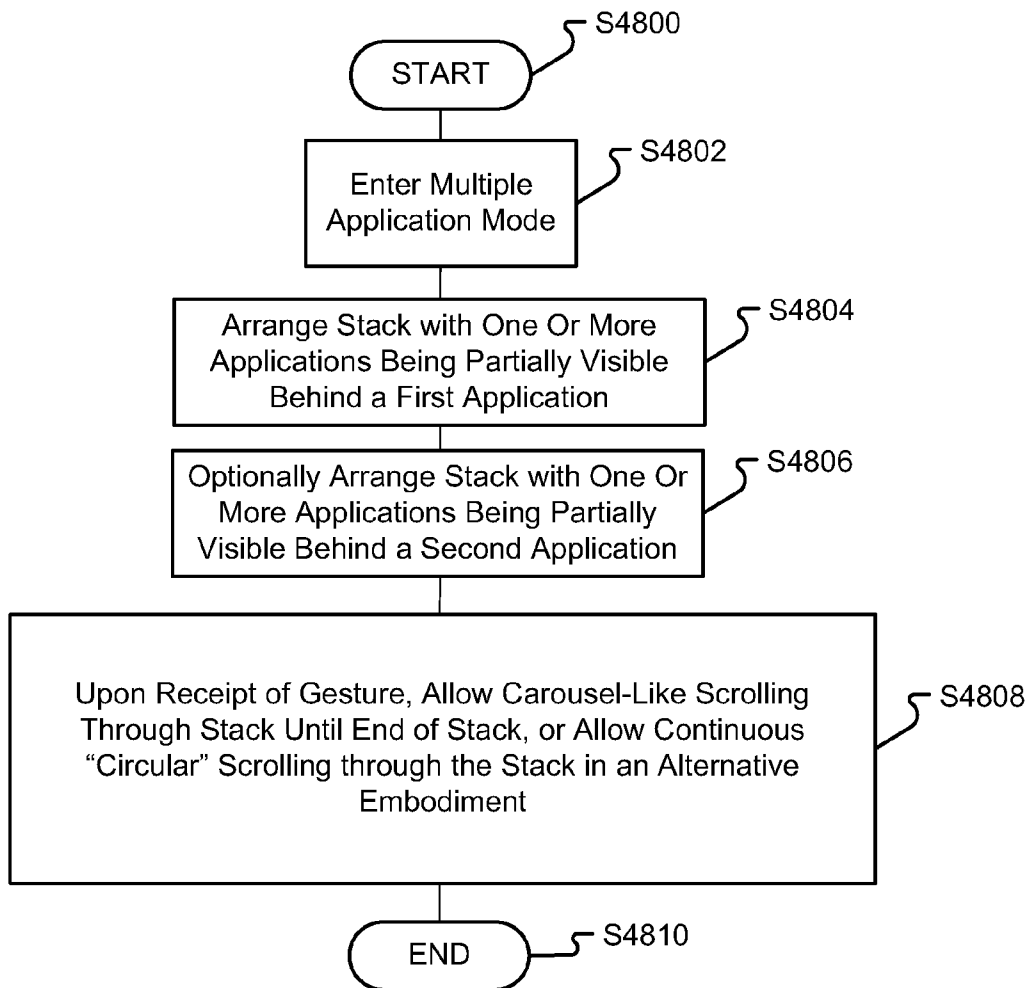 S4800
START
S4802
Enter Multiple
Application Mode
S4804
Arrange Stack with One Or More
Applications Being Partially Visible
Behind a First Application
S4806
Optionally Arrange Stack with One Or
More Applications Being Partially
Visible Behind a Second Application
S4808
Upon Receipt of Gesture, Allow Carousel-Like Scrolling
Through Stack Until End of Stack, or Allow Continuous
“Circular” Scrolling through the Stack in an Alternative
Embodiment
S4810
END